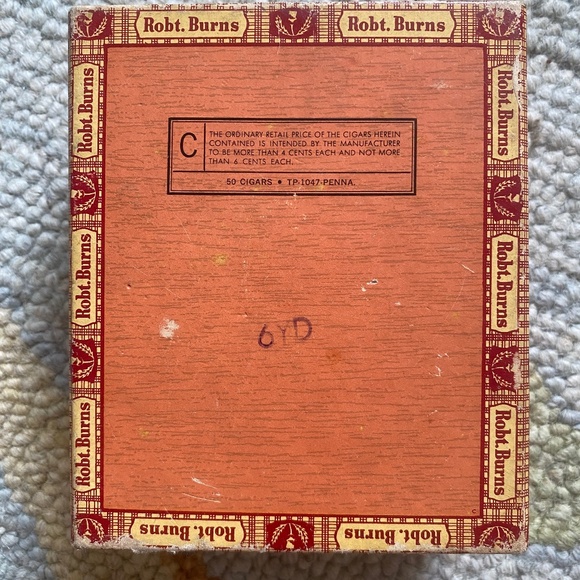 Robt. Burns
Robt. Burns
Robt. Burns
Robt. Burns
Robt. Burns
C
THE ORDINARY RETAIL PRICE OF THE CIGARS HEREIN
CONTAINED IS INTENDED BY THE MANUFACTURER
TO BE MORE THAN 4 CENTS EACH AND NOT MORE
THAN 6 CENTS EACH.
50 CIGARS • TP-1047-PENNA.
Robt. Burns
Robt. Burns
6YD
Robt. Burns
Robt. Burns
C
Robt. Burns
Robt. Burns